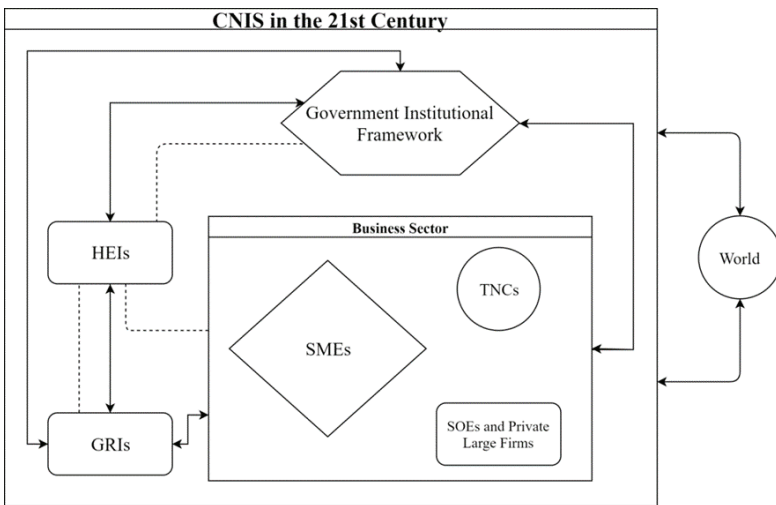 CNIS in the 21st Century
Government Institutional
Framework
HEIs
Business Sector
TNCs
World
SMEs
SOEs and Private
Large Firms
GRIs